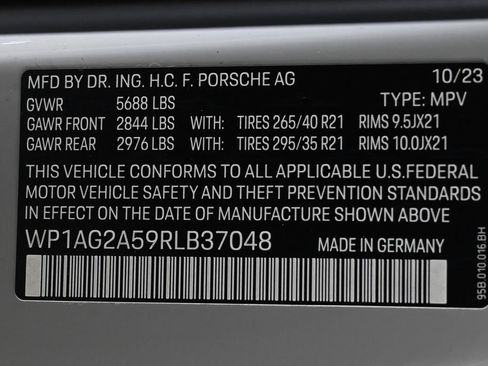 MFD BY DR. ING. H.C. F. PORSCHE AG 10/23
GVWR 5688 LBS TYPE: MPV
GAWR FRONT 2844 LBS WITH: TIRES 265/40 R21 RIMS 9.5JX21
GAWR REAR 2976 LBS WITH: TIRES 295/35 R21 RIMS 10.0JX21
THIS VEHICLE CONFORMS TO ALL APPLICABLE U.S.FEDERAL
MOTOR VEHICLE SAFETY AND THEFT PREVENTION STANDARDS
IN EFFECT ON THE DATE OF MANUFACTURE SHOWN ABOVE
WP1AG2A59RLB37048 MADE IN GERMANY
95B.010.016.BH